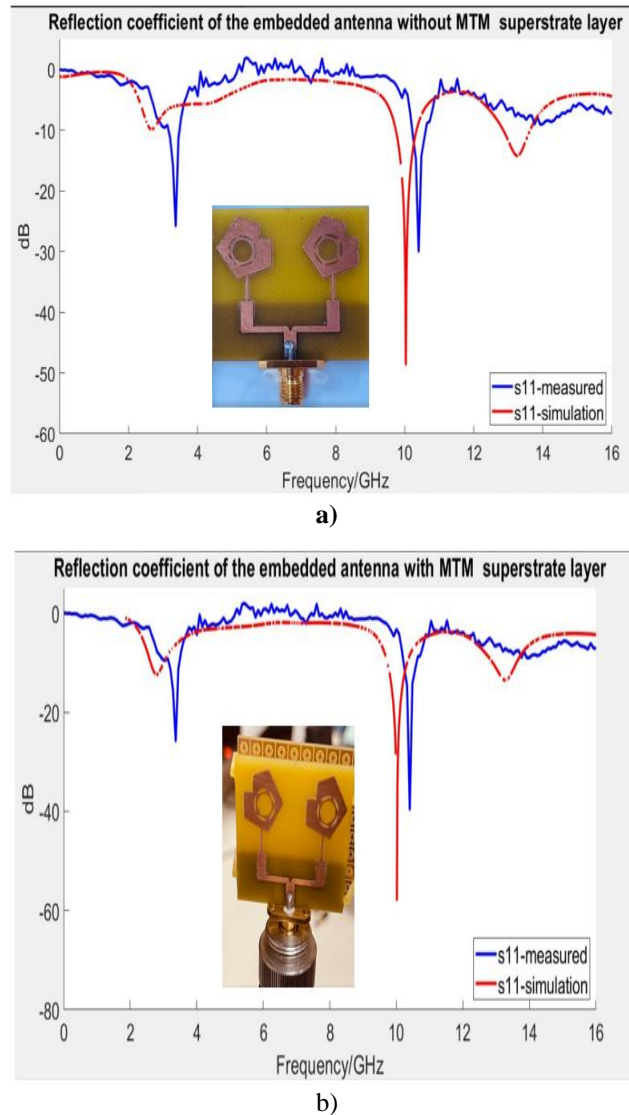 Reflection coefficient of the embedded antenna without MTM superstrate layer
0
-10
-20
-30
-40
-50
-60
dB
s11-measured
s11-simulation
0 2 4 6 8 10 12 14 16
Frequency/GHz
a)
Reflection coefficient of the embedded antenna with MTM superstrate layer
0
-20
-40
-60
-80
dB
s11-measured
s11-simulation
0 2 4 6 8 10 12 14 16
Frequency/GHz
b)